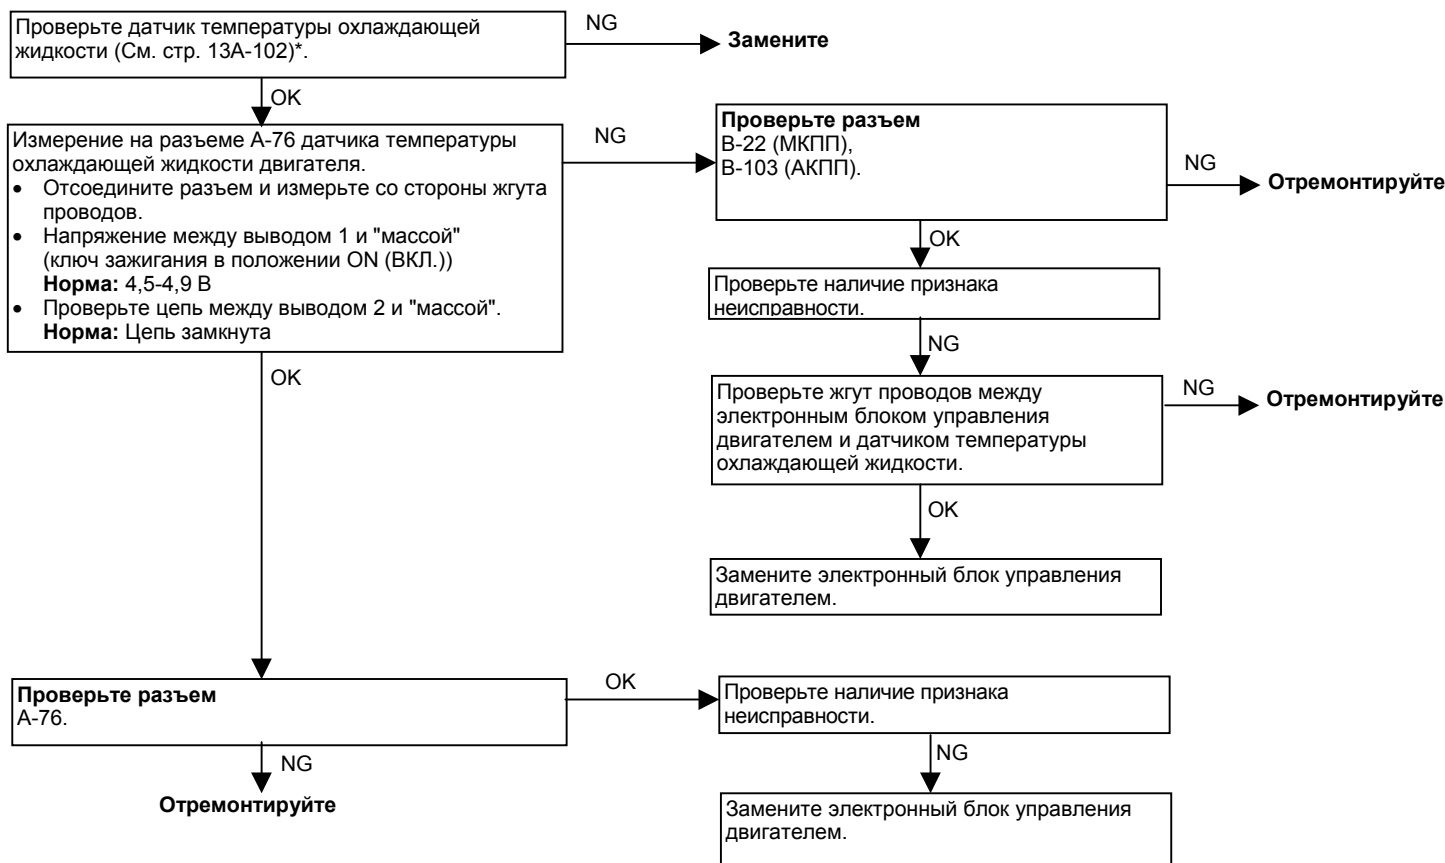 Проверьте датчик температуры охлаждающей
жидкости (См. стр. 13А-102)*.
NG
Замените
OK
Измерение на разъеме А-76 датчика температуры
охлаждающей жидкости двигателя.
• Отсоедините разъем и измерьте со стороны жгута
проводов.
• Напряжение между выводом 1 и "массой"
(ключ зажигания в положении ON (ВКЛ.))
Норма: 4,5-4,9 В
• Проверьте цепь между выводом 2 и "массой".
Норма: Цепь замкнута
NG
Проверьте разъем
В-22 (МКПП),
В-103 (АКПП).
NG
Отремонтируйте
OK
Проверьте наличие признака
неисправности.
NG
Проверьте жгут проводов между
электронным блоком управления
двигателем и датчиком температуры
охлаждающей жидкости.
NG
Отремонтируйте
OK
Замените электронный блок управления
двигателем.
OK
Проверьте разъем
А-76.
OK
Проверьте наличие признака
неисправности.
NG
Отремонтируйте
NG
Замените электронный блок управления
двигателем.